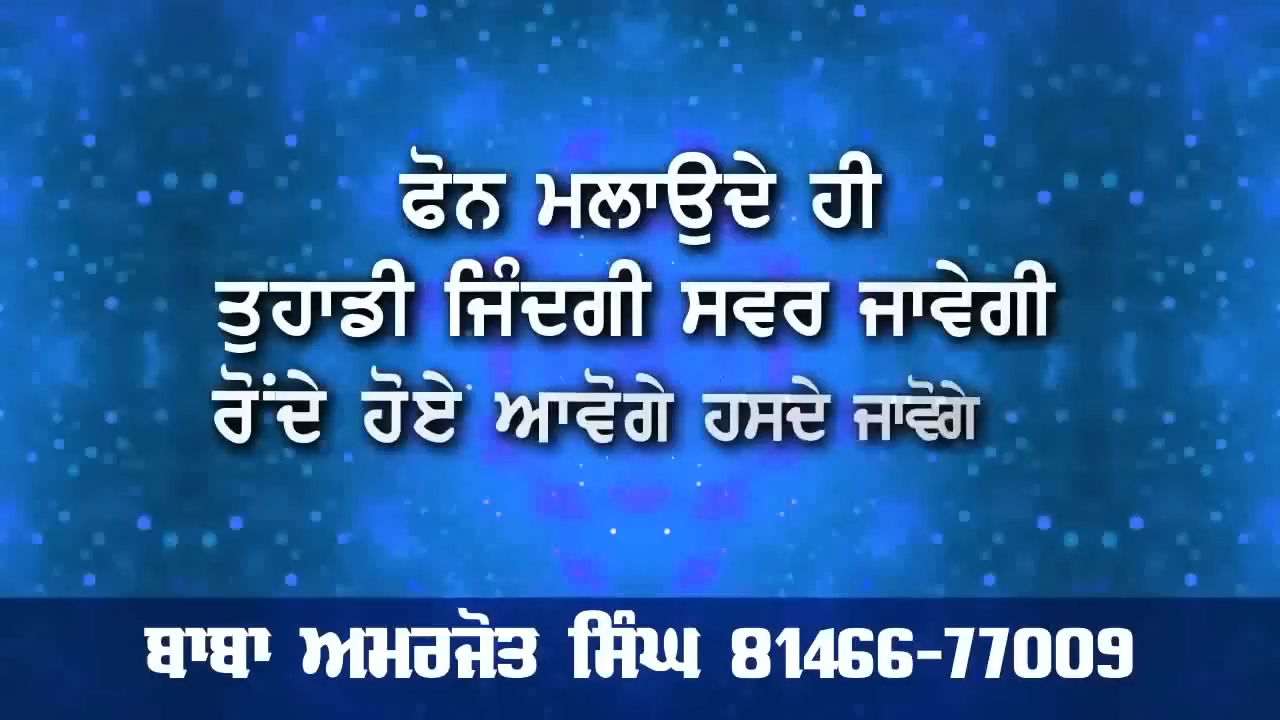 ਫੋਨ ਮਲਾਉਦੇ ਹੀ
ਤੁਹਾਡੀ ਜਿੰਦਗੀ ਸਵਰ ਜਾਵੇਗੀ
ਰੋਂਦੇ ਹੋਏ ਆਵੋਗੇ ਹਸਦੇ ਜਾਵੋਗੇ
ਬਾਬਾ ਅਮਰਜੋਤ ਸਿੰਘ 81466-77009